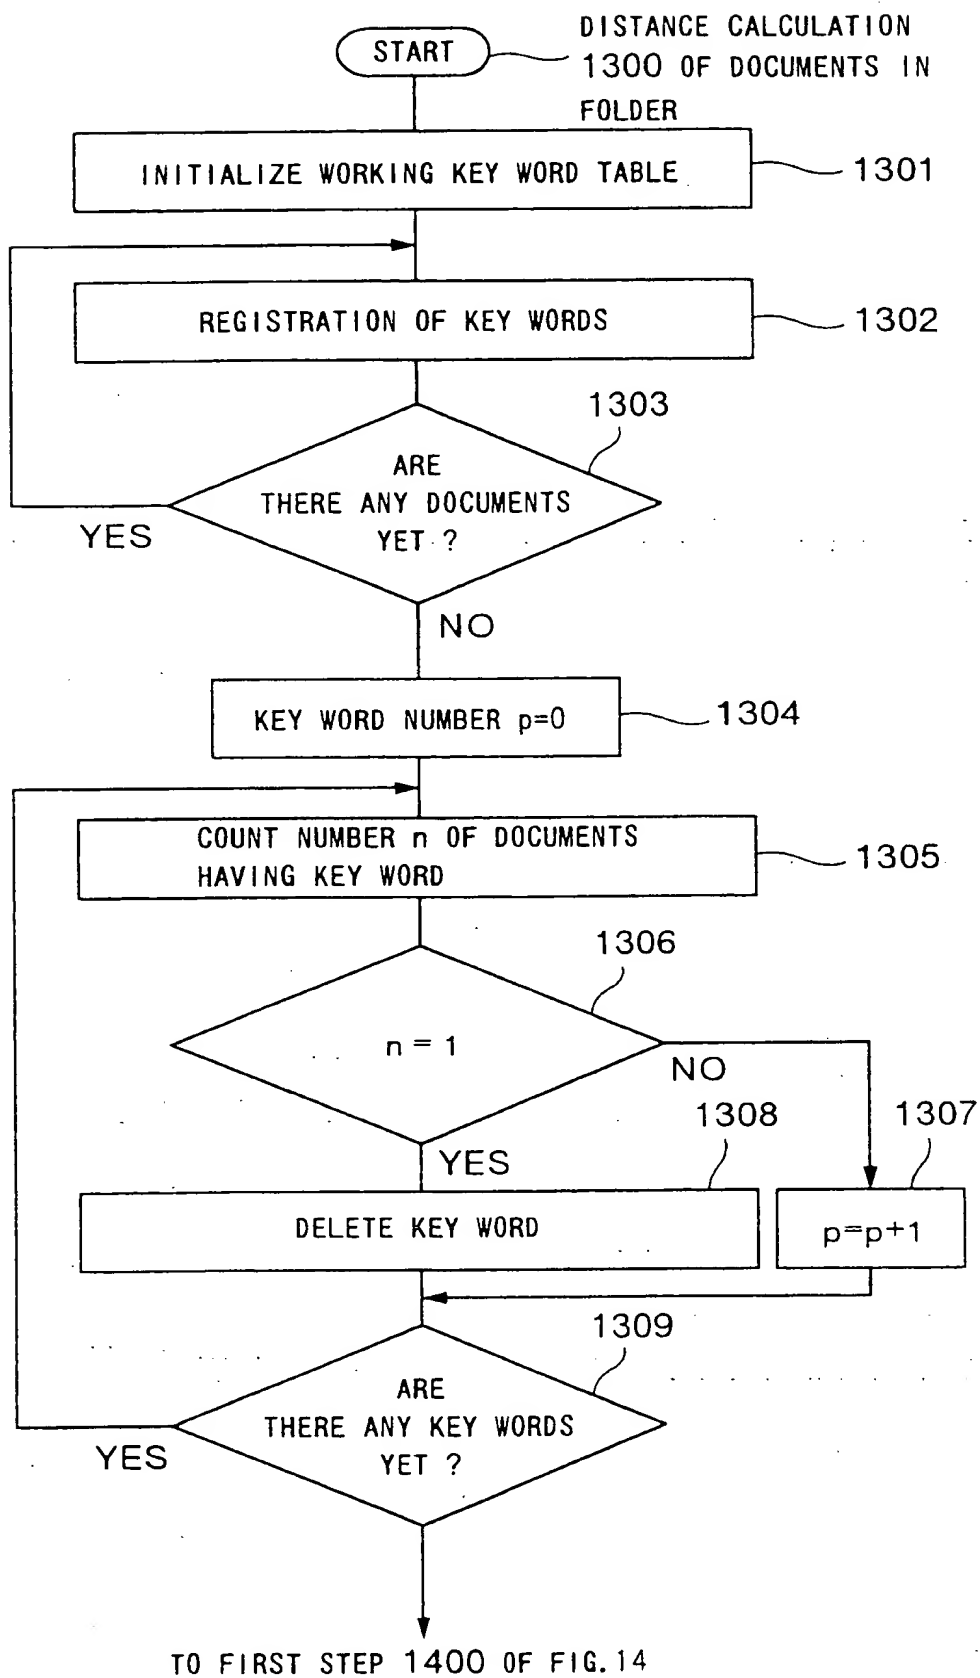 START
DISTANCE CALCULATION
1300 OF DOCUMENTS IN
FOLDER
INITIALIZE WORKING KEY WORD TABLE
1301
REGISTRATION OF KEY WORDS
1302
1303
ARE
THERE ANY DOCUMENTS
YET ?
YES
NO
KEY WORD NUMBER p=0
1304
COUNT NUMBER n OF DOCUMENTS
HAVING KEY WORD
1305
1306
n = 1
NO
1308
1307
YES
DELETE KEY WORD
p=p+1
1309
ARE
THERE ANY KEY WORDS
YET ?
YES
TO FIRST STEP 1400 OF FIG.14